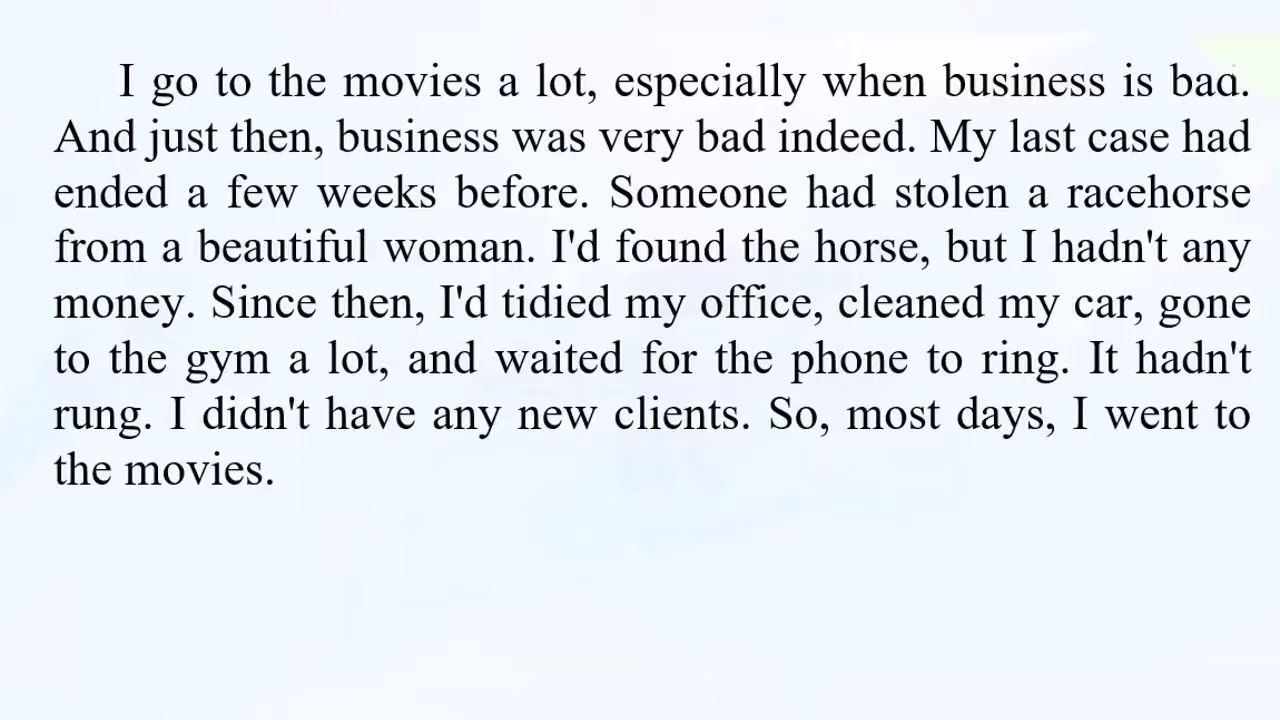 I go to the movies a lot, especially when business is bad.
And just then, business was very bad indeed. My last case had
ended a few weeks before. Someone had stolen a racehorse
from a beautiful woman. I'd found the horse, but I hadn't any
money. Since then, I'd tidied my office, cleaned my car, gone
to the gym a lot, and waited for the phone to ring. It hadn't
rung. I didn't have any new clients. So, most days, I went to
the movies.